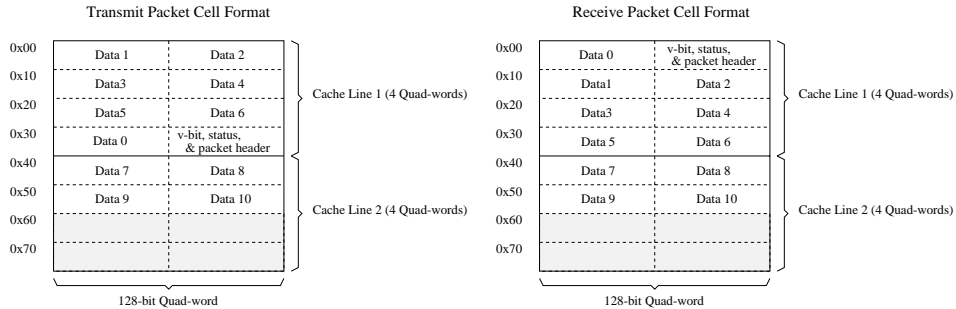 Transmit Packet Cell Format
0x00
Data 1
Data 2
0x10
Data3
Data 4
0x20
Data5
Data 6
0x30
Data 0
v-bit, status,
& packet header
0x40
Data 7
Data 8
0x50
Data 9
Data 10
0x60
0x70
Cache Line 1 (4 Quad-words)
Cache Line 2 (4 Quad-words)
128-bit Quad-word
Receive Packet Cell Format
0x00
Data 0
v-bit, status,
& packet header
0x10
Data1
Data 2
0x20
Data3
Data 4
0x30
Data 5
Data 6
0x40
Data 7
Data 8
0x50
Data 9
Data 10
0x60
0x70
Cache Line 1 (4 Quad-words)
Cache Line 2 (4 Quad-words)
128-bit Quad-word